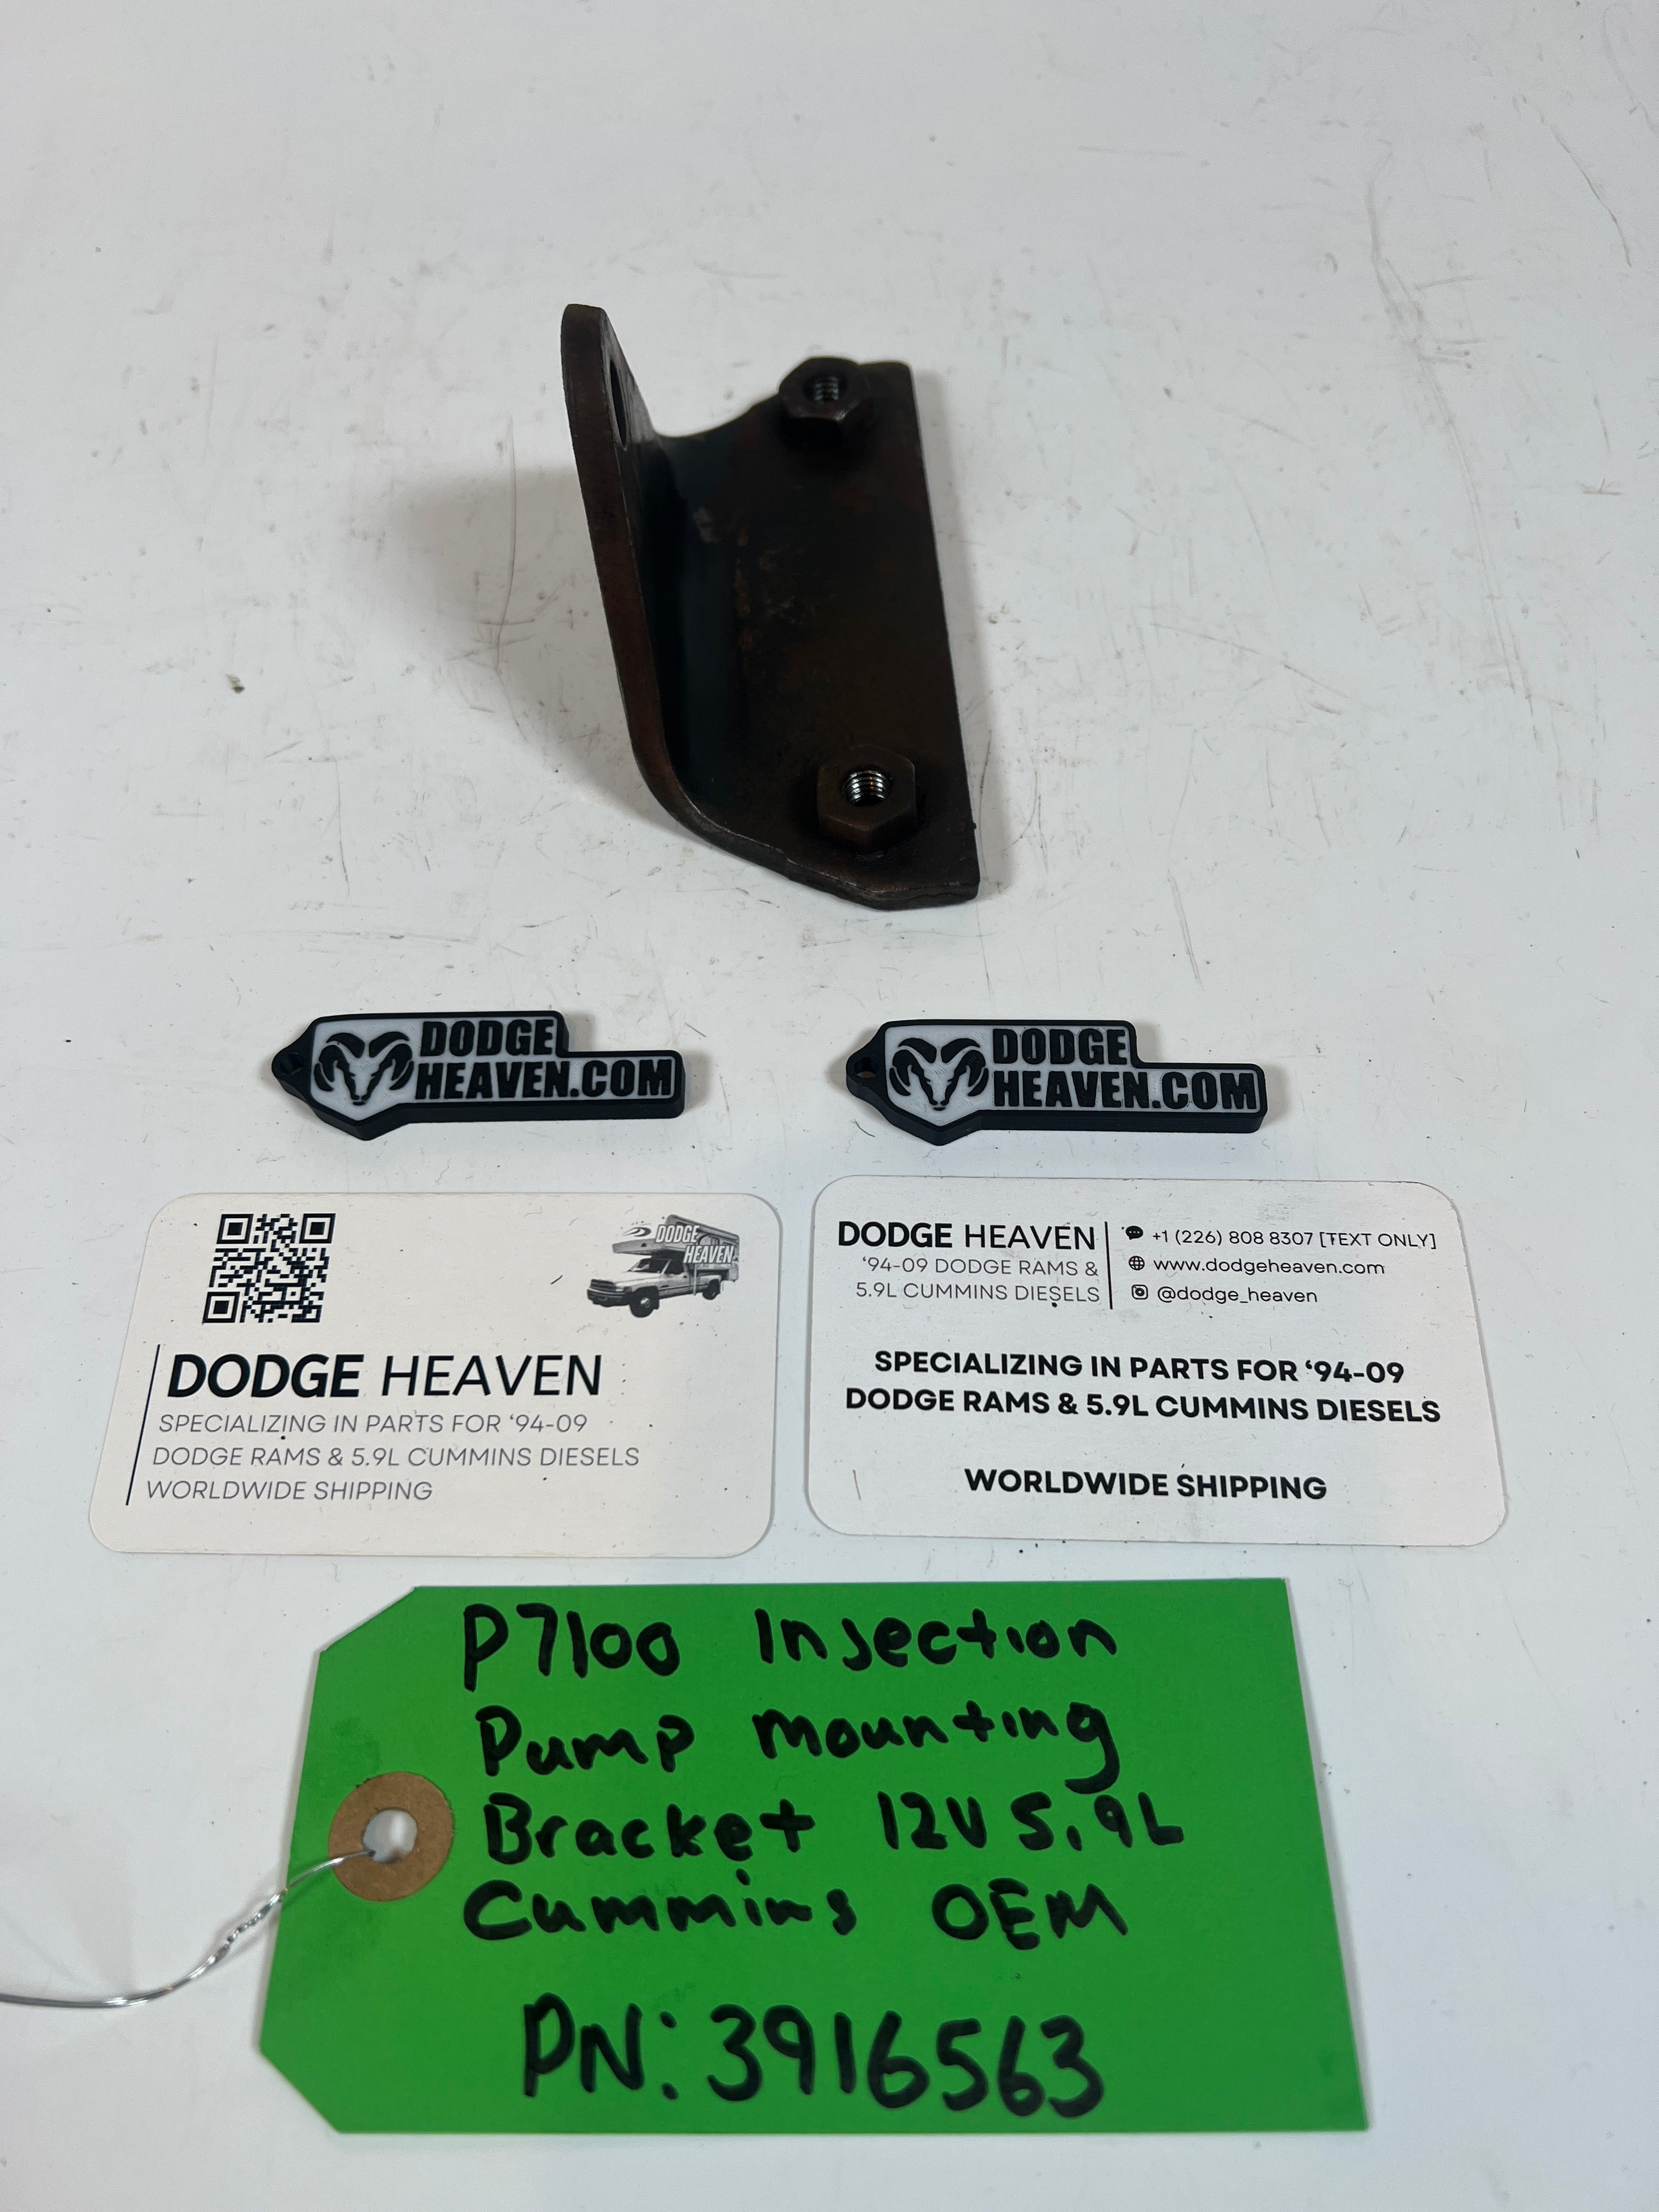 DODGE
HEAVEN.COM
DODGE
HEAVEN.COM
DODGE
HEAVEN
DODGE HEAVEN
SPECIALIZING IN PARTS FOR ‘94-09
DODGE RAMS & 5.9L CUMMINS DIESELS
WORLDWIDE SHIPPING
DODGE HEAVEN
‘94-09 DODGE RAMS &
5.9L CUMMINS DIESELS
+1 (226) 808 8307 [TEXT ONLY]
www.dodgeheaven.com
@dodge_heaven
SPECIALIZING IN PARTS FOR ‘94-09
DODGE RAMS & 5.9L CUMMINS DIESELS
WORLDWIDE SHIPPING
P7100 Injection
Pump mounting
Bracket 12V 5.9L
Cummins OEM
PN: 3916563